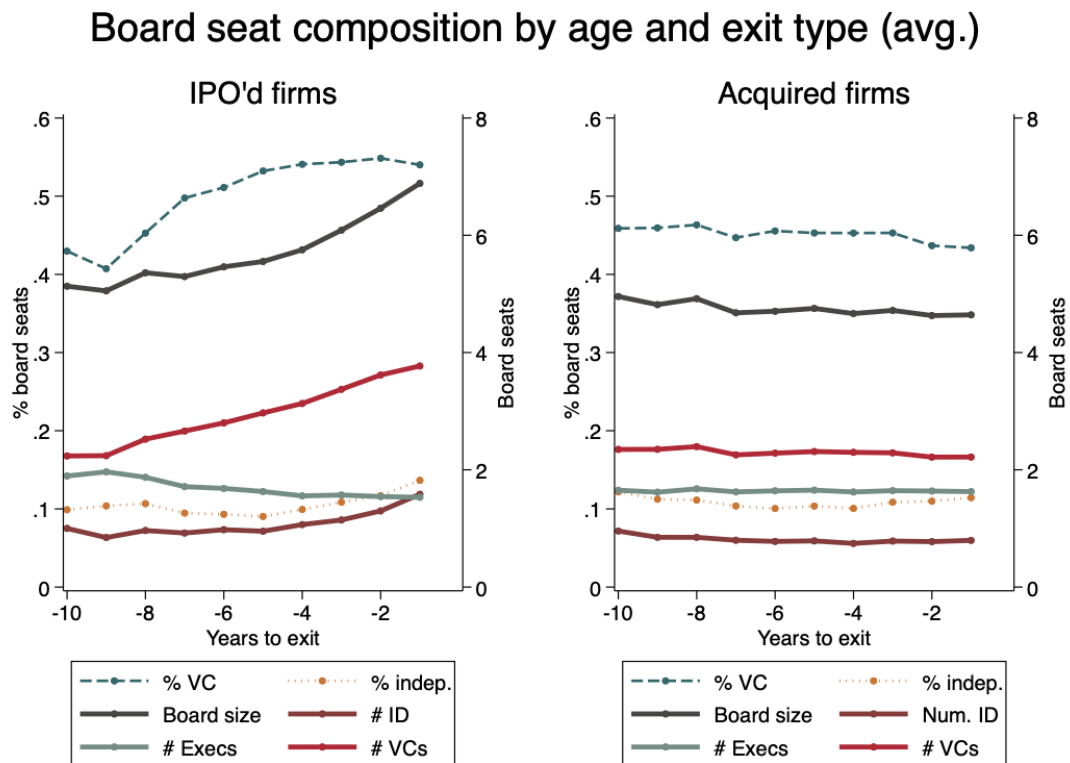 Board seat composition by age and exit type (avg.)
IPO'd firms
.6
.5
.4
.3
.2
.1
0
% board seats
8
6
4
2
0
Board seats
-10
-8
-6
-4
-2
Years to exit
% VC
% indep.
Board size
# ID
# Execs
# VCs
Acquired firms
.6
.5
.4
.3
.2
.1
0
% board seats
8
6
4
2
0
Board seats
-10
-8
-6
-4
-2
Years to exit
% VC
% indep.
Board size
Num. ID
# Execs
# VCs